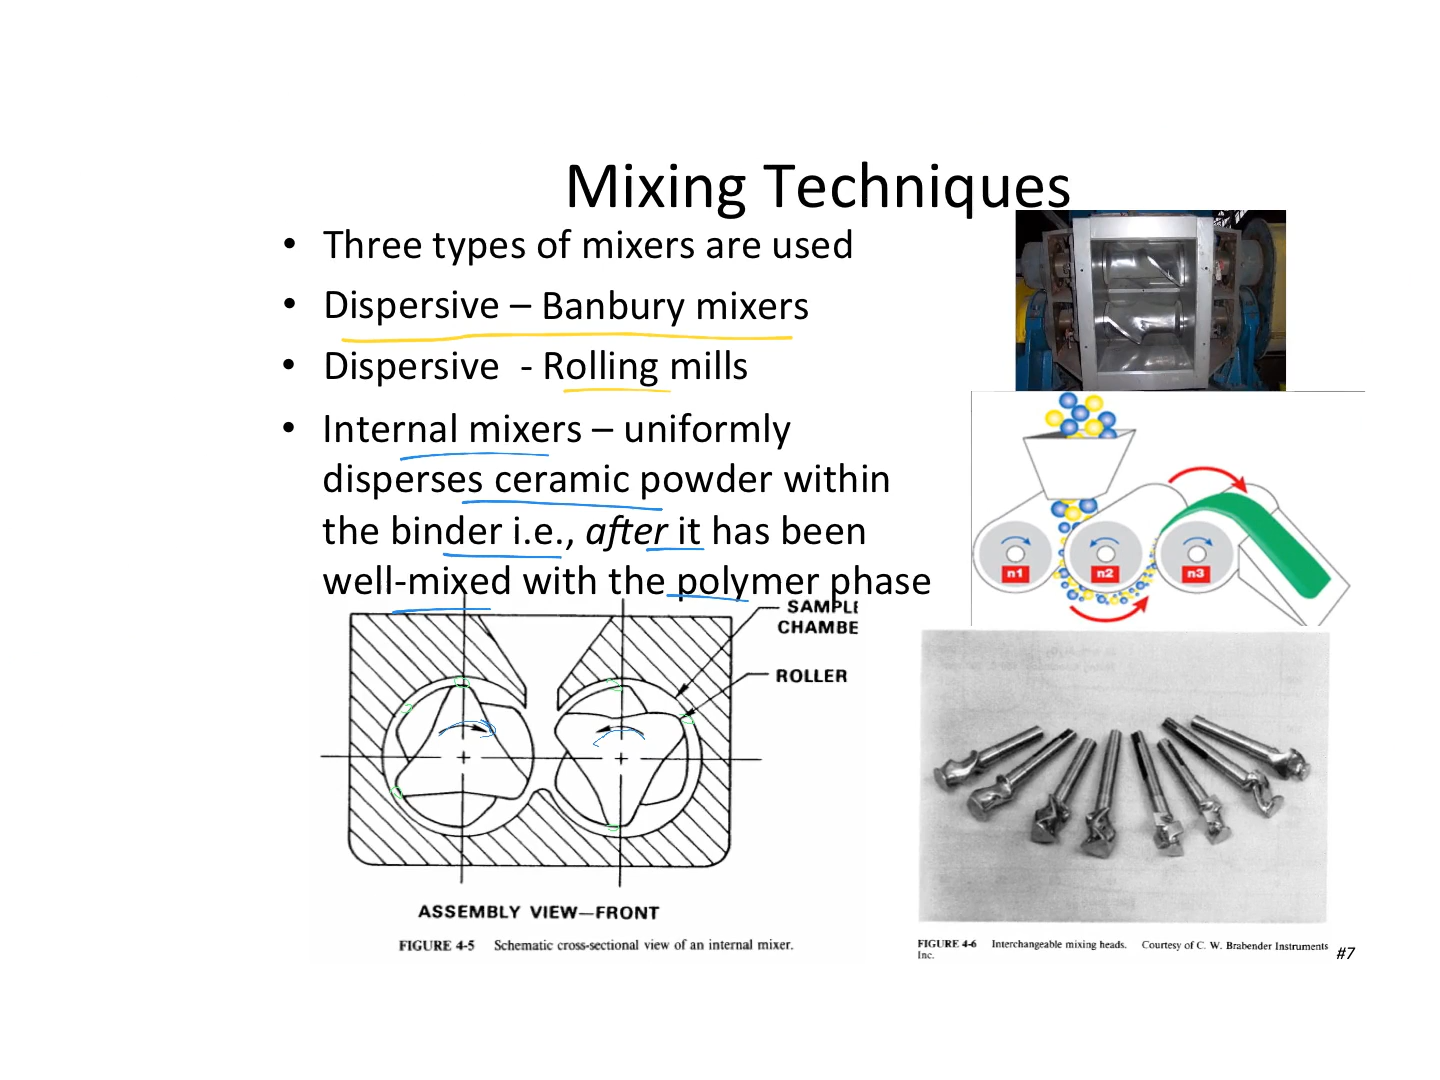 Mixing Techniques
• Three types of mixers are used
• Dispersive – Banbury mixers
• Dispersive - Rolling mills
• Internal mixers – uniformly
disperses ceramic powder within
the binder i.e., after it has been
well-mixed with the polymer phase
n1 n2 n3
SAMPLE
CHAMBE
ROLLER
ASSEMBLY VIEW—FRONT
FIGURE 4-5 Schematic cross-sectional view of an internal mixer.
FIGURE 4-6 Interchangeable mixing heads. Courtesy of C. W. Brabender Instruments
Inc.
#7